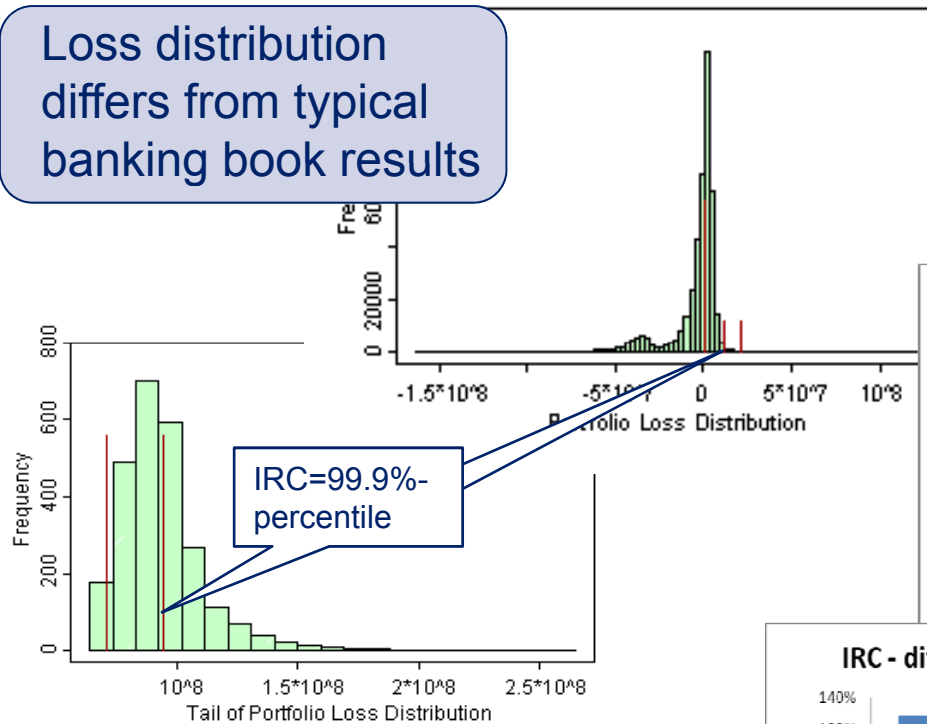 Loss distribution
differs from typical
banking book results
20000
0
-1.5*10^8
0
5*10^7
10^8
Portfolio Loss Distribution
800
600
400
200
0
Frequency
IRC=99.9%-
percentile
10^8
1.5*10^8
2*10^8
2.5*10^8
Tail of Portfolio Loss Distribution
140%